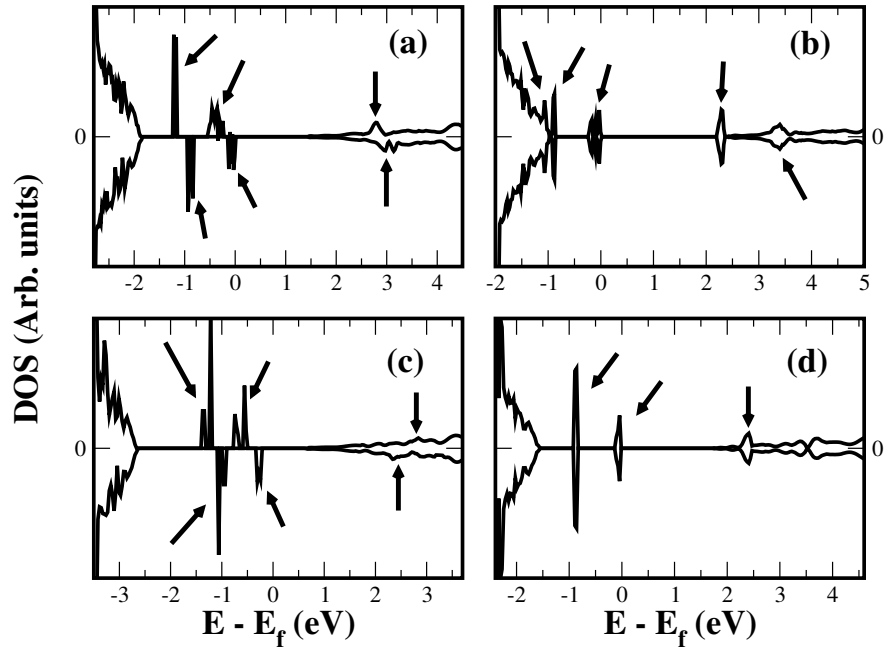 (a)
0
-2 -1 0 1 2 3 4
(b)
0
-2 -1 0 1 2 3 4 5
DOS (Arb. units)
(c)
0
-3 -2 -1 0 1 2 3
E - E_f (eV)
(d)
0
-2 -1 0 1 2 3 4
E - E_f (eV)